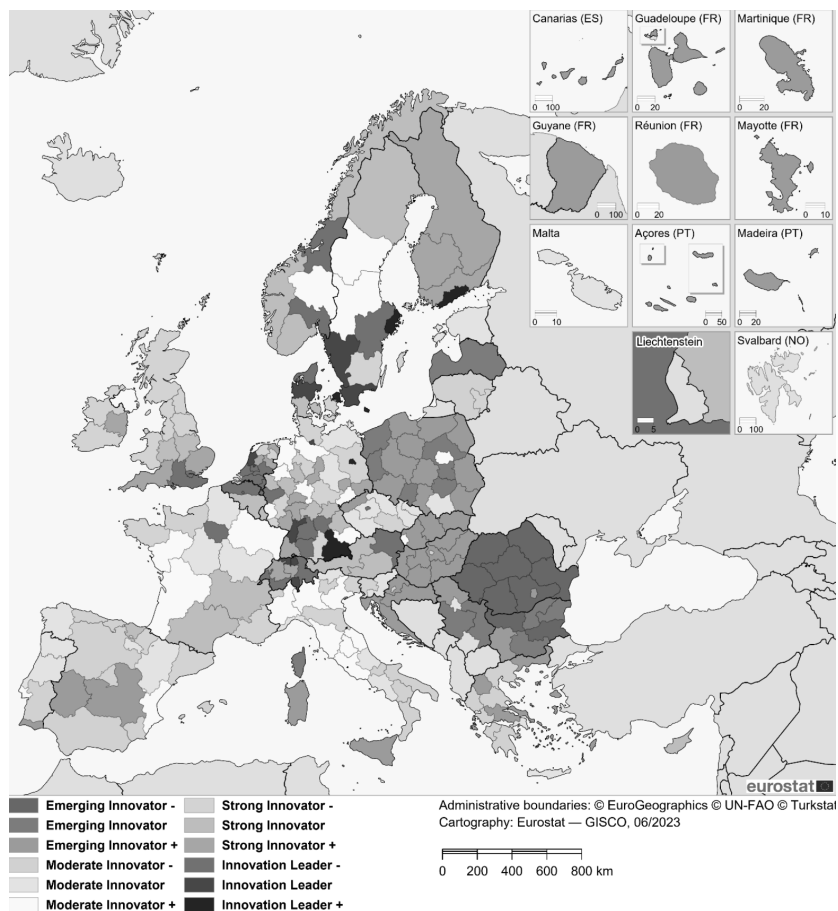 Canarias (ES)
0 100
Guadeloupe (FR)
0 20
Martinique (FR)
0 20
Guyane (FR)
0 100
Réunion (FR)
0 20
Mayotte (FR)
0 10
Malta
0 10
Açores (PT)
0 50
Madeira (PT)
0 20
Liechtenstein
0 5
Svalbard (NO)
0 100
eurostat
Emerging Innovator -
Emerging Innovator
Emerging Innovator +
Moderate Innovator -
Moderate Innovator
Moderate Innovator +
Strong Innovator -
Strong Innovator
Strong Innovator +
Innovation Leader -
Innovation Leader
Innovation Leader +
Administrative boundaries: © EuroGeographics © UN-FAO © Turkstat
Cartography: Eurostat — GISCO, 06/2023
0 200 400 600 800 km